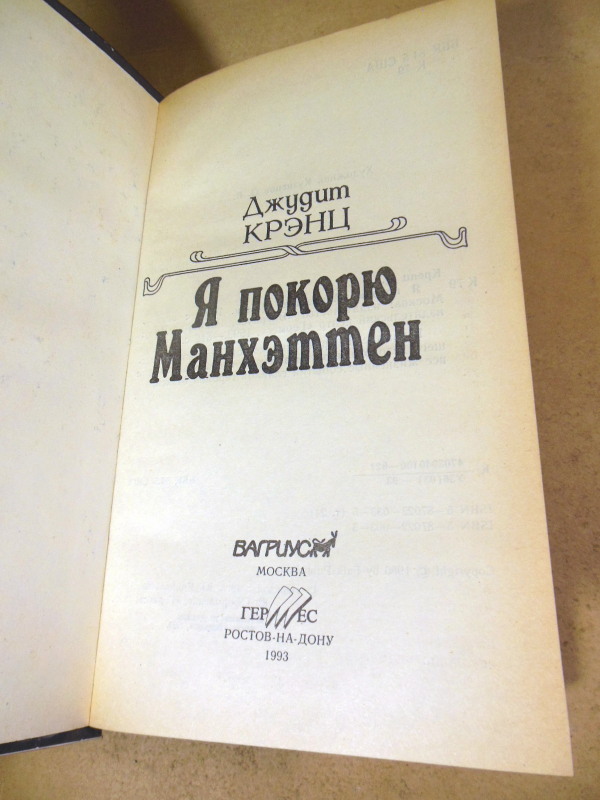 Джудит
КРЭНЦ
Я покорю
Манхэттен
ВАГРИУС
МОСКВА
ГЕРМЕС
РОСТОВ-НА-ДОНУ
1993